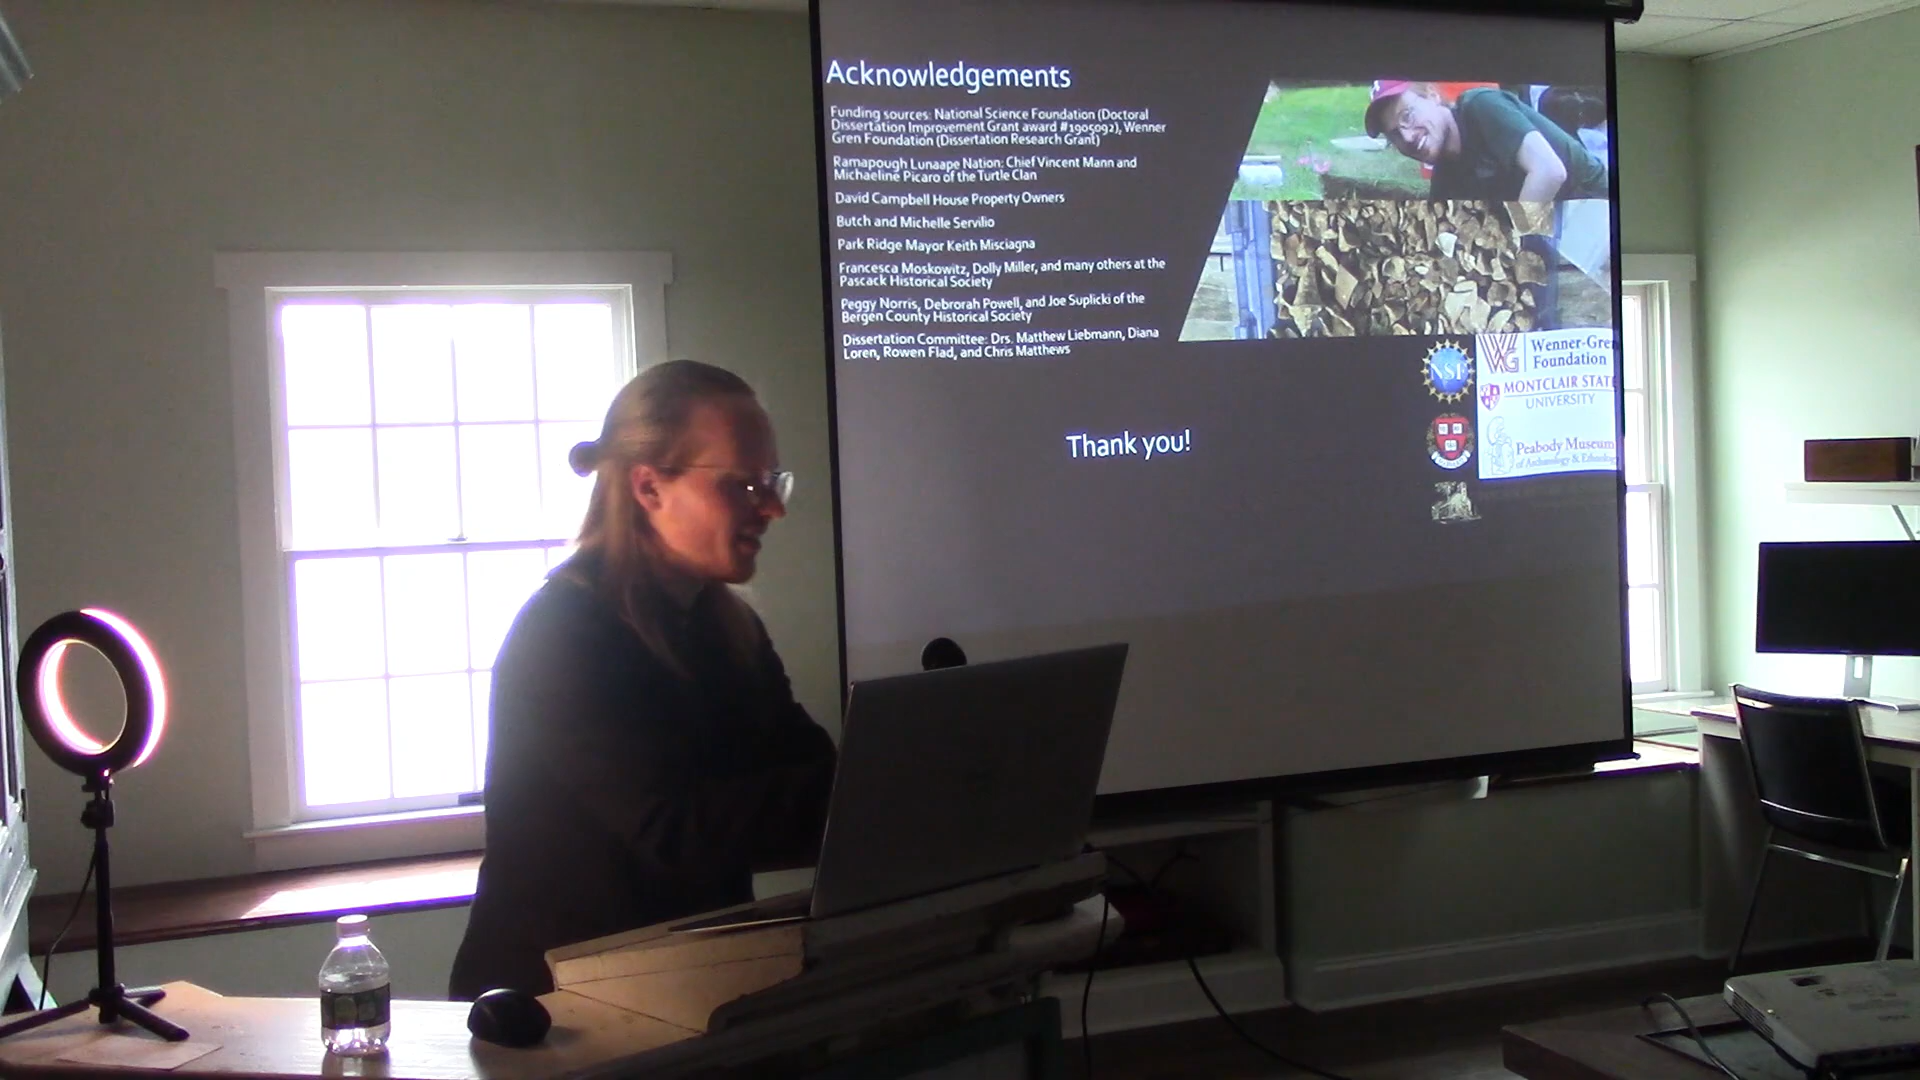 Acknowledgements
Funding sources: National Science Foundation (Doctoral
Dissertation Improvement Grant award #1905092), Wenner
Gren Foundation (Dissertation Research Grant)
Ramapough Lunaape Nation: Chief Vincent Mann and
Michaeline Picaro of the Turtle Clan
David Campbell House Property Owners
Butch and Michelle Servilio
Park Ridge Mayor Keith Misciagna
Francesca Moskowitz, Dolly Miller, and many others at the
Pascack Historical Society
Peggy Norris, Debrorah Powell, and Joe Suplicki of the
Bergen County Historical Society
Dissertation Committee: Drs. Matthew Liebmann, Diana
Loren, Rowen Flad, and Chris Matthews
Thank you!
NSF
Wenner-Gren
Foundation
MONTCLAIR STATE
UNIVERSITY
Peabody Museum
of Archaeology & Ethnology